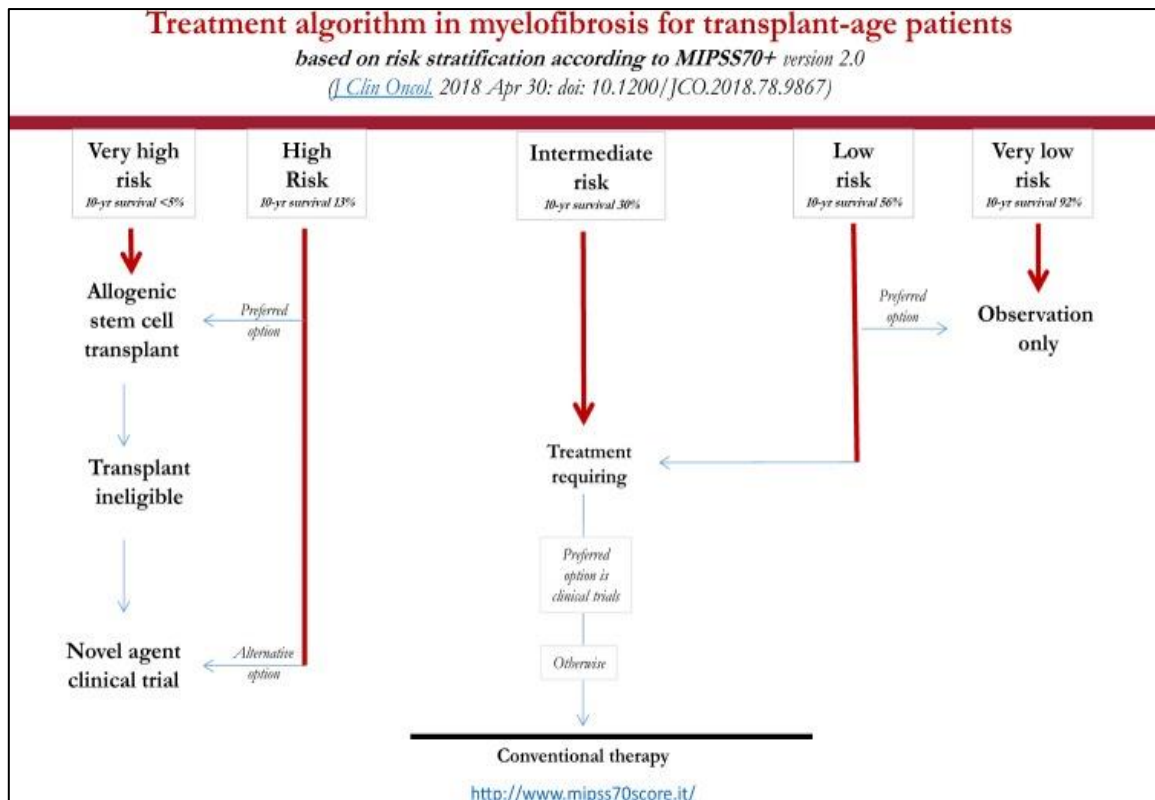 Treatment algorithm in myelofibrosis for transplant-age patients
based on risk stratification according to MIPSS70+ version 2.0
(J Clin Oncol. 2018 Apr 30: doi: 10.1200/JCO.2018.78.9867)
Very high
risk
10-yr survival <5%
High
Risk
10-yr survival 13%
Intermediate
risk
10-yr survival 30%
Low
risk
10-yr survival 56%
Very low
risk
10-yr survival 92%
Allogenic
stem cell
transplant
Preferred
option
Preferred
option
Observation
only
Transplant
ineligible
Treatment
requiring
Preferred
option is
clinical trials
Novel agent
clinical trial
Alternative
option
Otherwise
Conventional therapy
http://www.mipss70score.it/